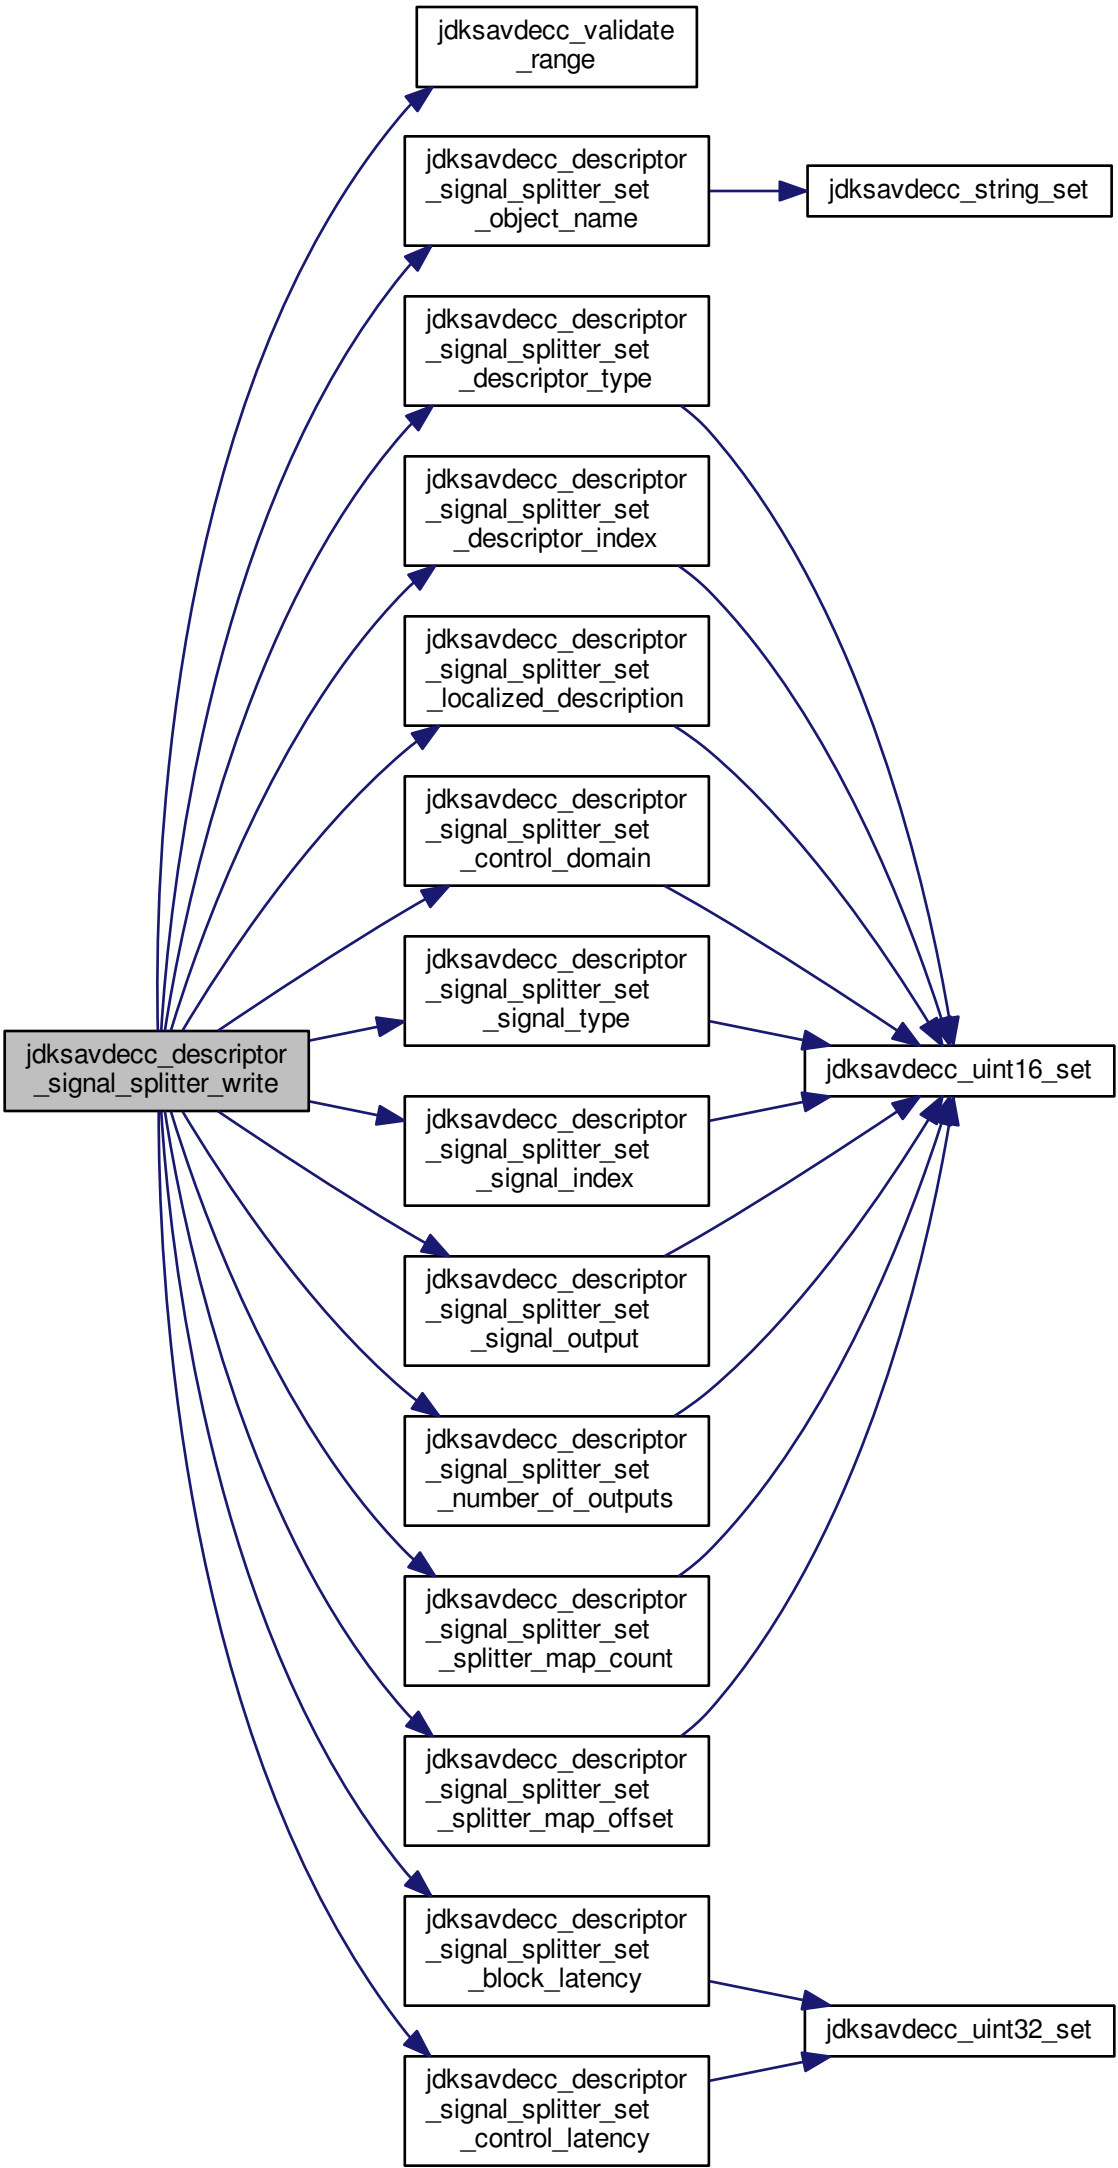 jdksavdecc_validate
_range
jdksavdecc_descriptor
_signal_splitter_set
_object_name
jdksavdecc_string_set
jdksavdecc_descriptor
_signal_splitter_set
_descriptor_type
jdksavdecc_descriptor
_signal_splitter_set
_descriptor_index
jdksavdecc_descriptor
_signal_splitter_set
_localized_description
jdksavdecc_descriptor
_signal_splitter_set
_control_domain
jdksavdecc_descriptor
_signal_splitter_set
_signal_type
jdksavdecc_descriptor
_signal_splitter_write
jdksavdecc_uint16_set
jdksavdecc_descriptor
_signal_splitter_set
_signal_index
jdksavdecc_descriptor
_signal_splitter_set
_signal_output
jdksavdecc_descriptor
_signal_splitter_set
_number_of_outputs
jdksavdecc_descriptor
_signal_splitter_set
_splitter_map_count
jdksavdecc_descriptor
_signal_splitter_set
_splitter_map_offset
jdksavdecc_descriptor
_signal_splitter_set
_block_latency
jdksavdecc_uint32_set
jdksavdecc_descriptor
_signal_splitter_set
_control_latency